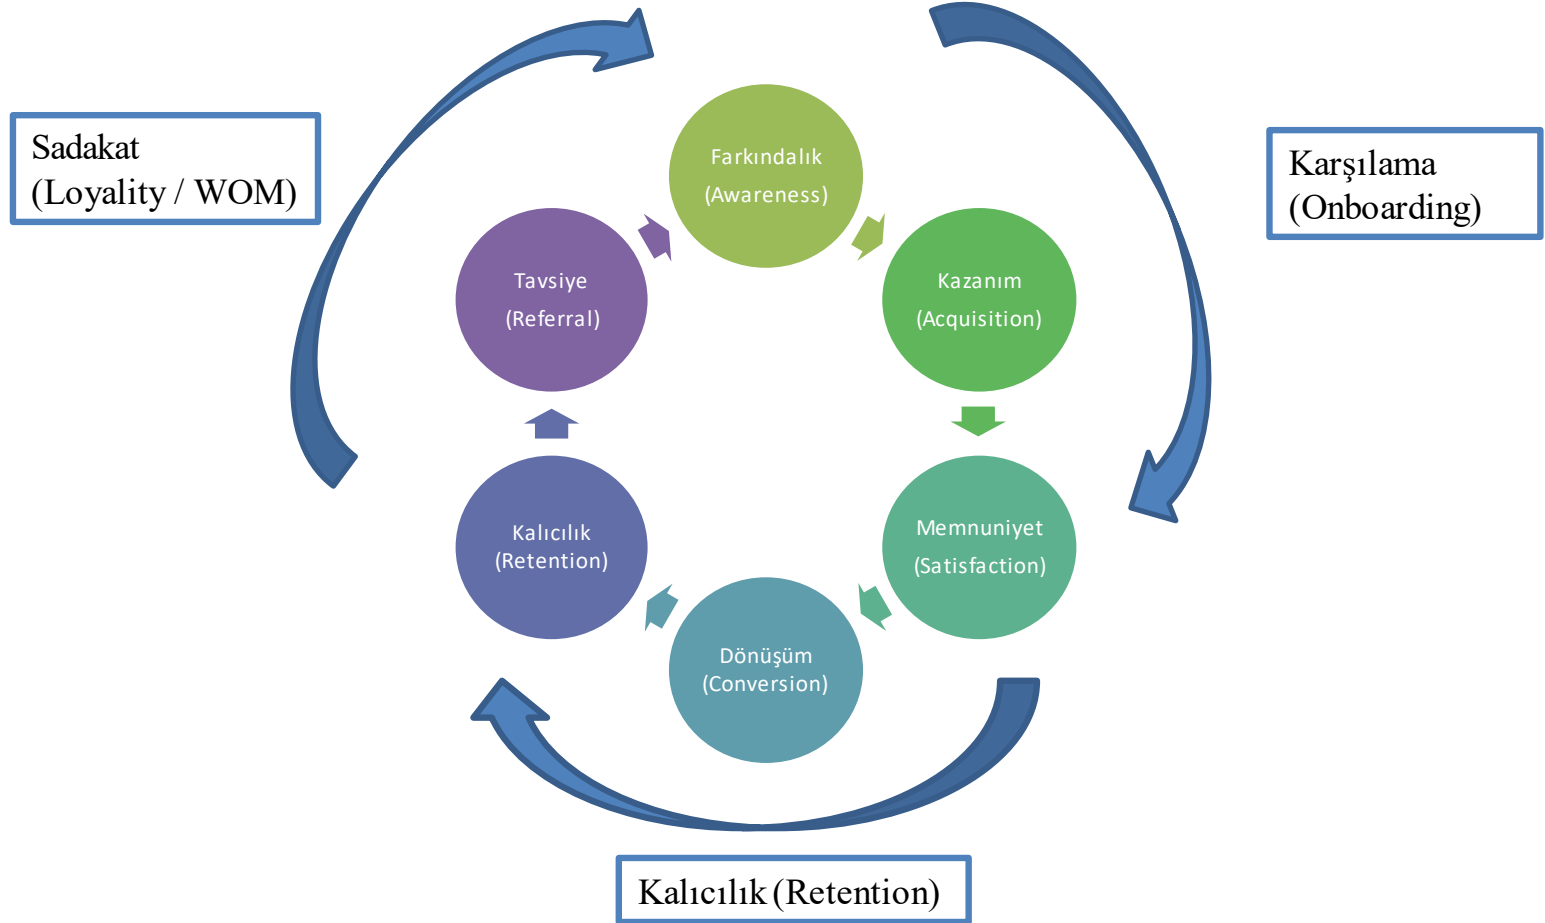 Sadakat
(Loyality / WOM)
Karşılama
(Onboarding)
Farkındalık
(Awareness)
Kazanım
(Acquisition)
Memnuniyet
(Satisfaction)
Dönüşüm
(Conversion)
Kalıcılık
(Retention)
Tavsiye
(Referral)
Kalıcılık (Retention)